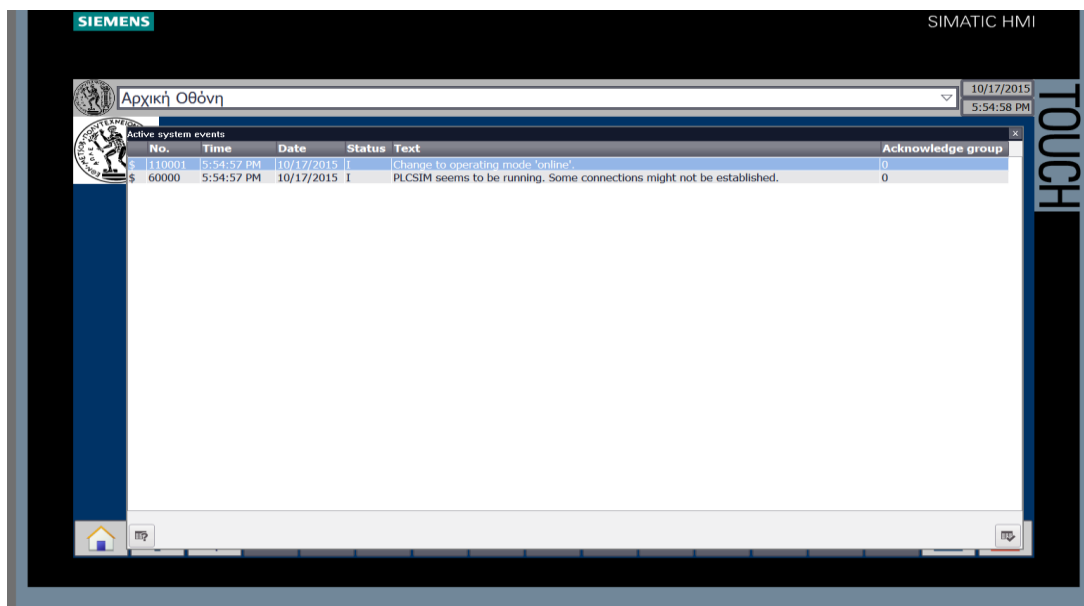 SIEMENS
SIMATIC HMI
TOUCH
Αρχική Οθόνη
10/17/2015
5:54:58 PM
Active system events
No. Time Date Status Text Acknowledge group
$ 110001 5:54:57 PM 10/17/2015 I Change to operating mode 'online'. 0
$ 60000 5:54:57 PM 10/17/2015 I PLCSIM seems to be running. Some connections might not be established. 0